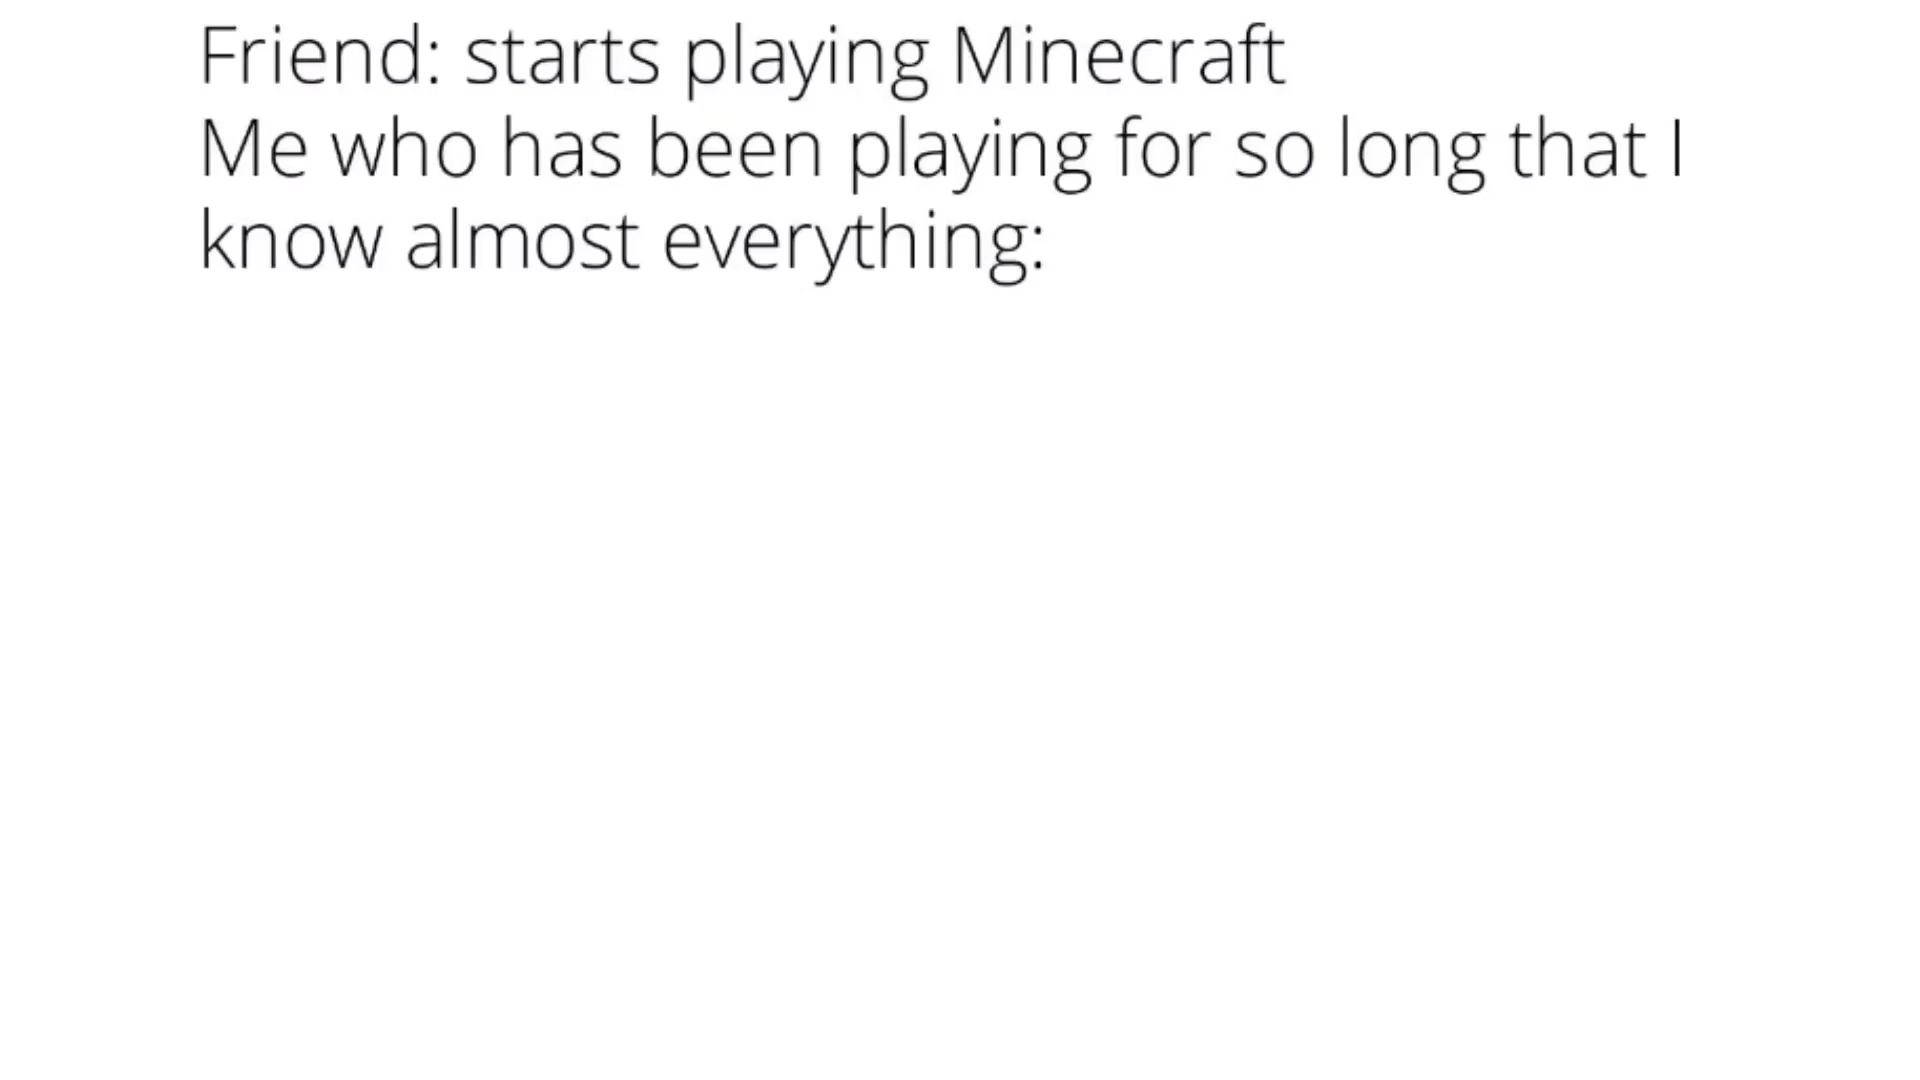 Friend: starts playing Minecraft
Me who has been playing for so long that I
know almost everything: